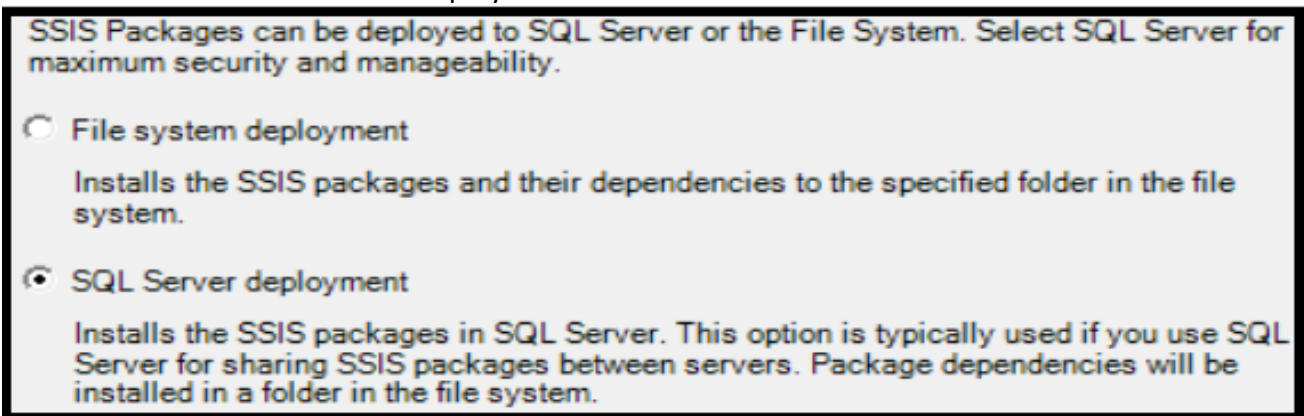 SSIS Packages can be deployed to SQL Server or the File System. Select SQL Server for
maximum security and manageability.
File system deployment
Installs the SSIS packages and their dependencies to the specified folder in the file
system.
SQL Server deployment
Installs the SSIS packages in SQL Server. This option is typically used if you use SQL
Server for sharing SSIS packages between servers. Package dependencies will be
installed in a folder in the file system.